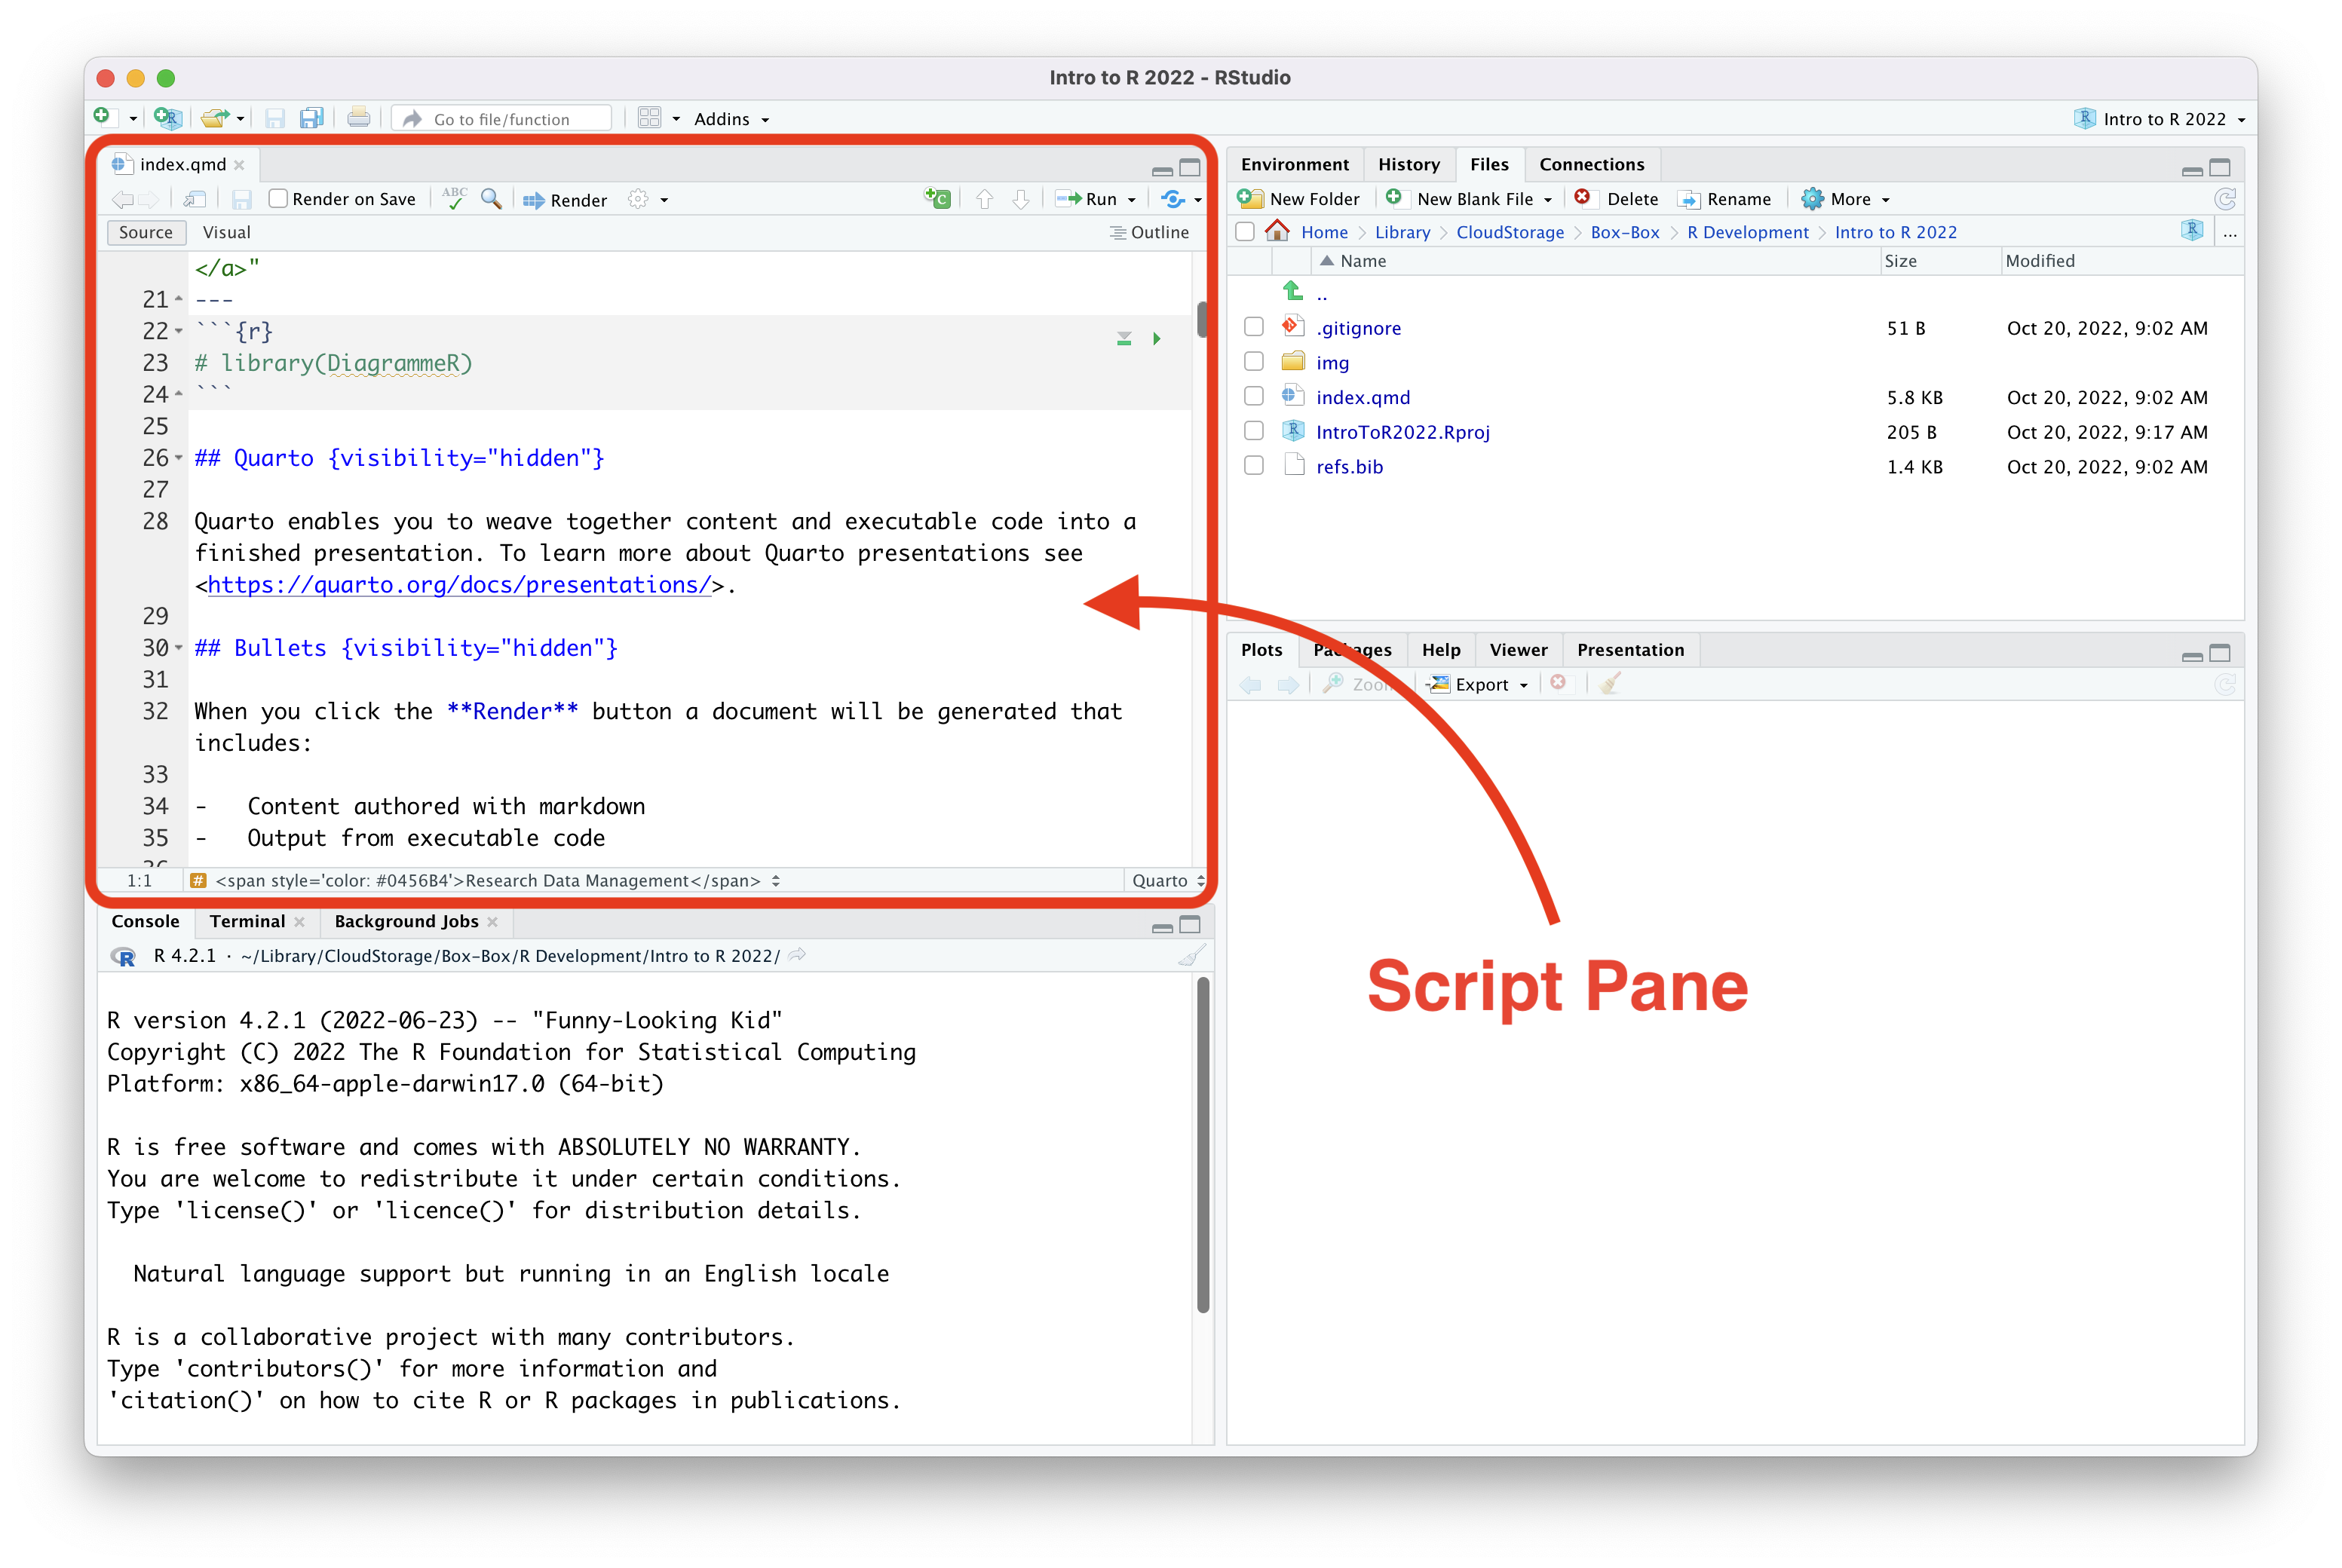 Intro to R 2022 - RStudio
Go to file/function
Addins
Intro to R 2022
index.qmd
Render on Save
ABC
Render
Run
Source
Visual
Outline
</a>"
21 ---
22 ```{r}
23 # library(DiagrammeR)
24 ```
25
26 ## Quarto {visibility="hidden"}
27
28 Quarto enables you to weave together content and executable code into a
finished presentation. To learn more about Quarto presentations see
<https://quarto.org/docs/presentations/>.
29
30 ## Bullets {visibility="hidden"}
31
32 When you click the **Render** button a document will be generated that
includes:
33
34 -   Content authored with markdown
35 -   Output from executable code
36
1:1
# <span style='color: #0456B4'>Research Data Management</span>
Quarto
Console
Terminal
Background Jobs
R 4.2.1 · ~/Library/CloudStorage/Box-Box/R Development/Intro to R 2022/
R version 4.2.1 (2022-06-23) -- "Funny-Looking Kid"
Copyright (C) 2022 The R Foundation for Statistical Computing
Platform: x86_64-apple-darwin17.0 (64-bit)
R is free software and comes with ABSOLUTELY NO WARRANTY.
You are welcome to redistribute it under certain conditions.
Type 'license()' or 'licence()' for distribution details.
Natural language support but running in an English locale
R is a collaborative project with many contributors.
Type 'contributors()' for more information and
'citation()' on how to cite R or R packages in publications.
Environment
History
Files
Connections
New Folder
New Blank File
Delete
Rename
More
Home
Library
CloudStorage
Box-Box
R Development
Intro to R 2022
...
Name
Size
Modified
..
.gitignore 51 B Oct 20, 2022, 9:02 AM
img
index.qmd 5.8 KB Oct 20, 2022, 9:02 AM
IntroToR2022.Rproj 205 B Oct 20, 2022, 9:17 AM
refs.bib 1.4 KB Oct 20, 2022, 9:02 AM
Plots
Packages
Help
Viewer
Presentation
Zoom
Export
Script Pane